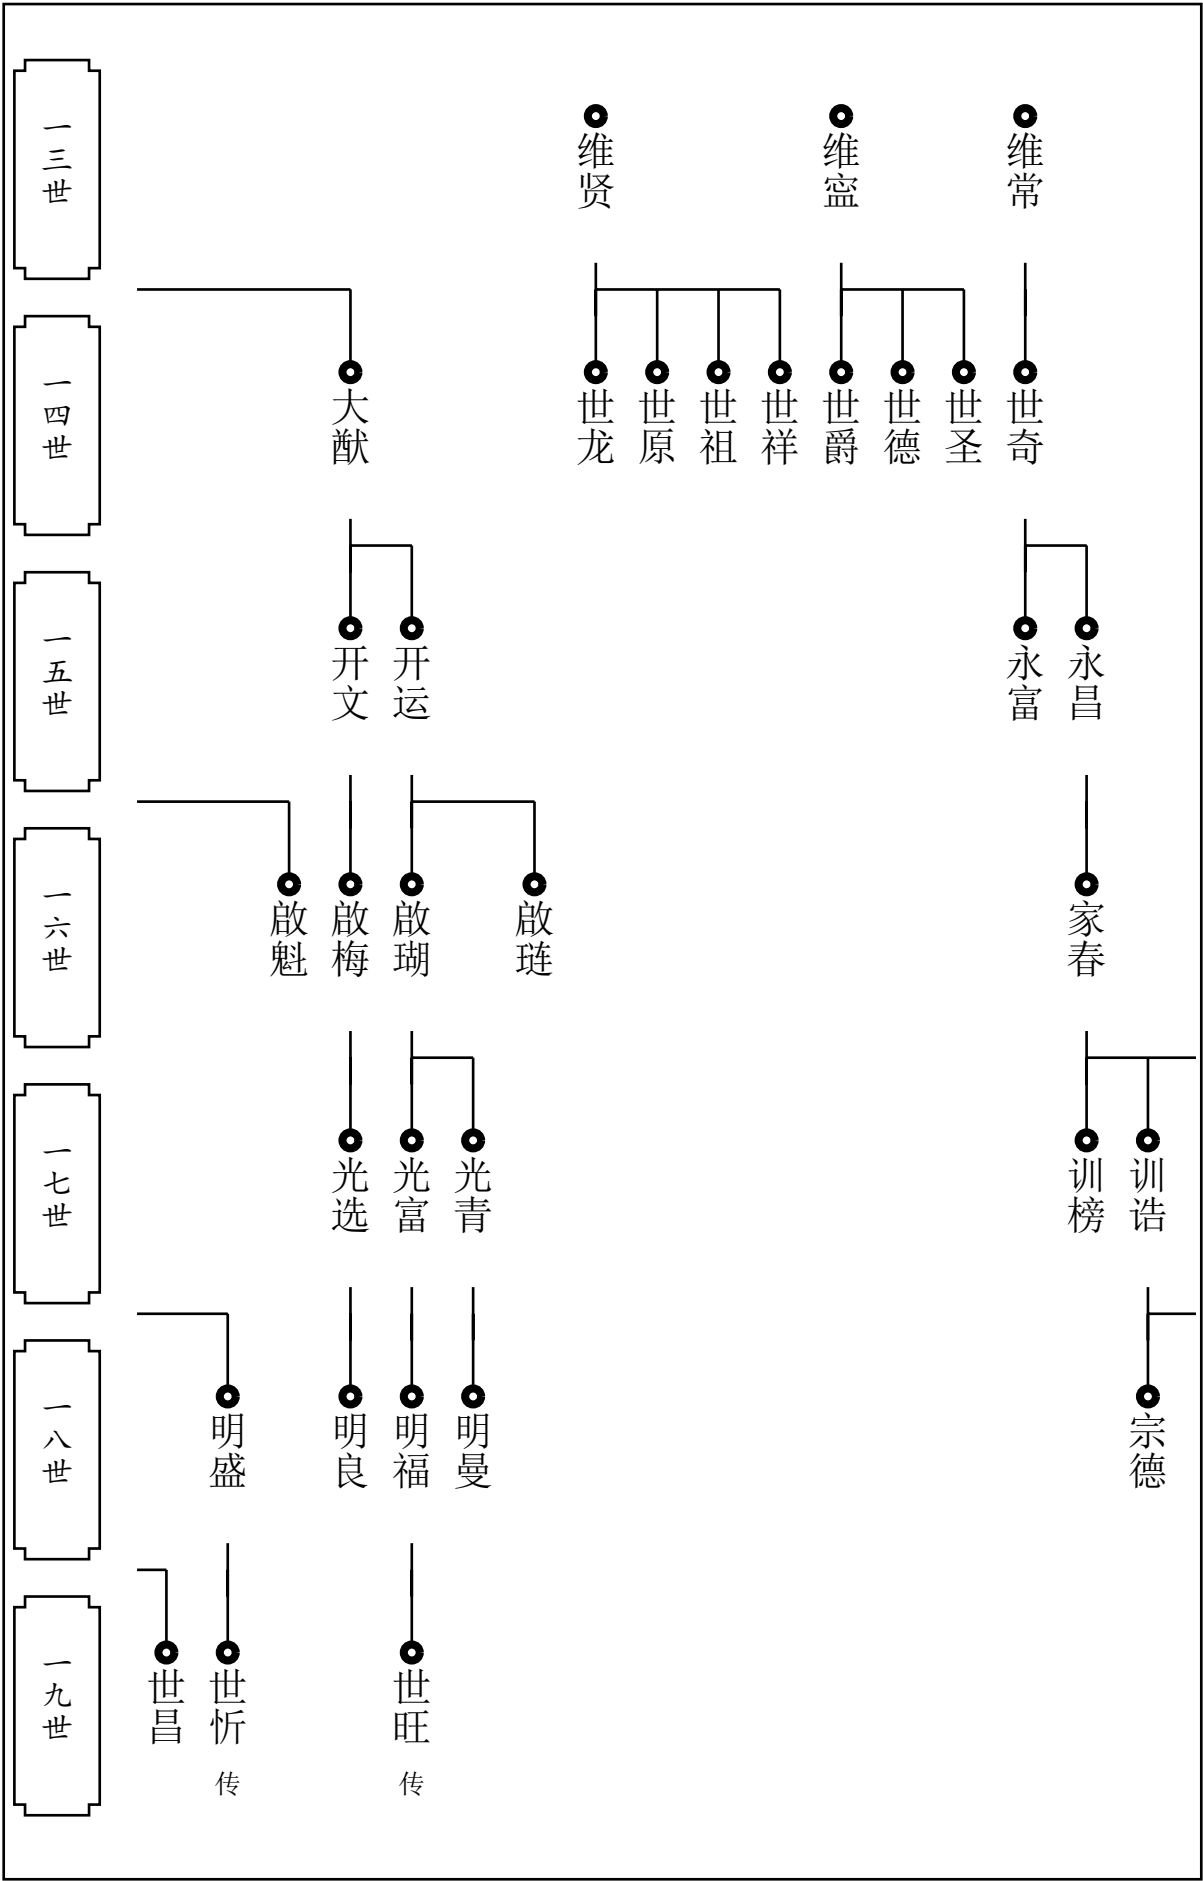 一三世
维贤
维寍
维常
一四世
大猷
世龙
世原
世祖
世祥
世爵
世德
世圣
世奇
一五世
开文
开运
永富
永昌
一六世
啟魁
啟梅
啟瑚
啟琏
家春
一七世
光选
光富
光青
训榜
训诰
一八世
明盛
明良
明福
明曼
宗德
一九世
世昌
世忻
传
世旺
传